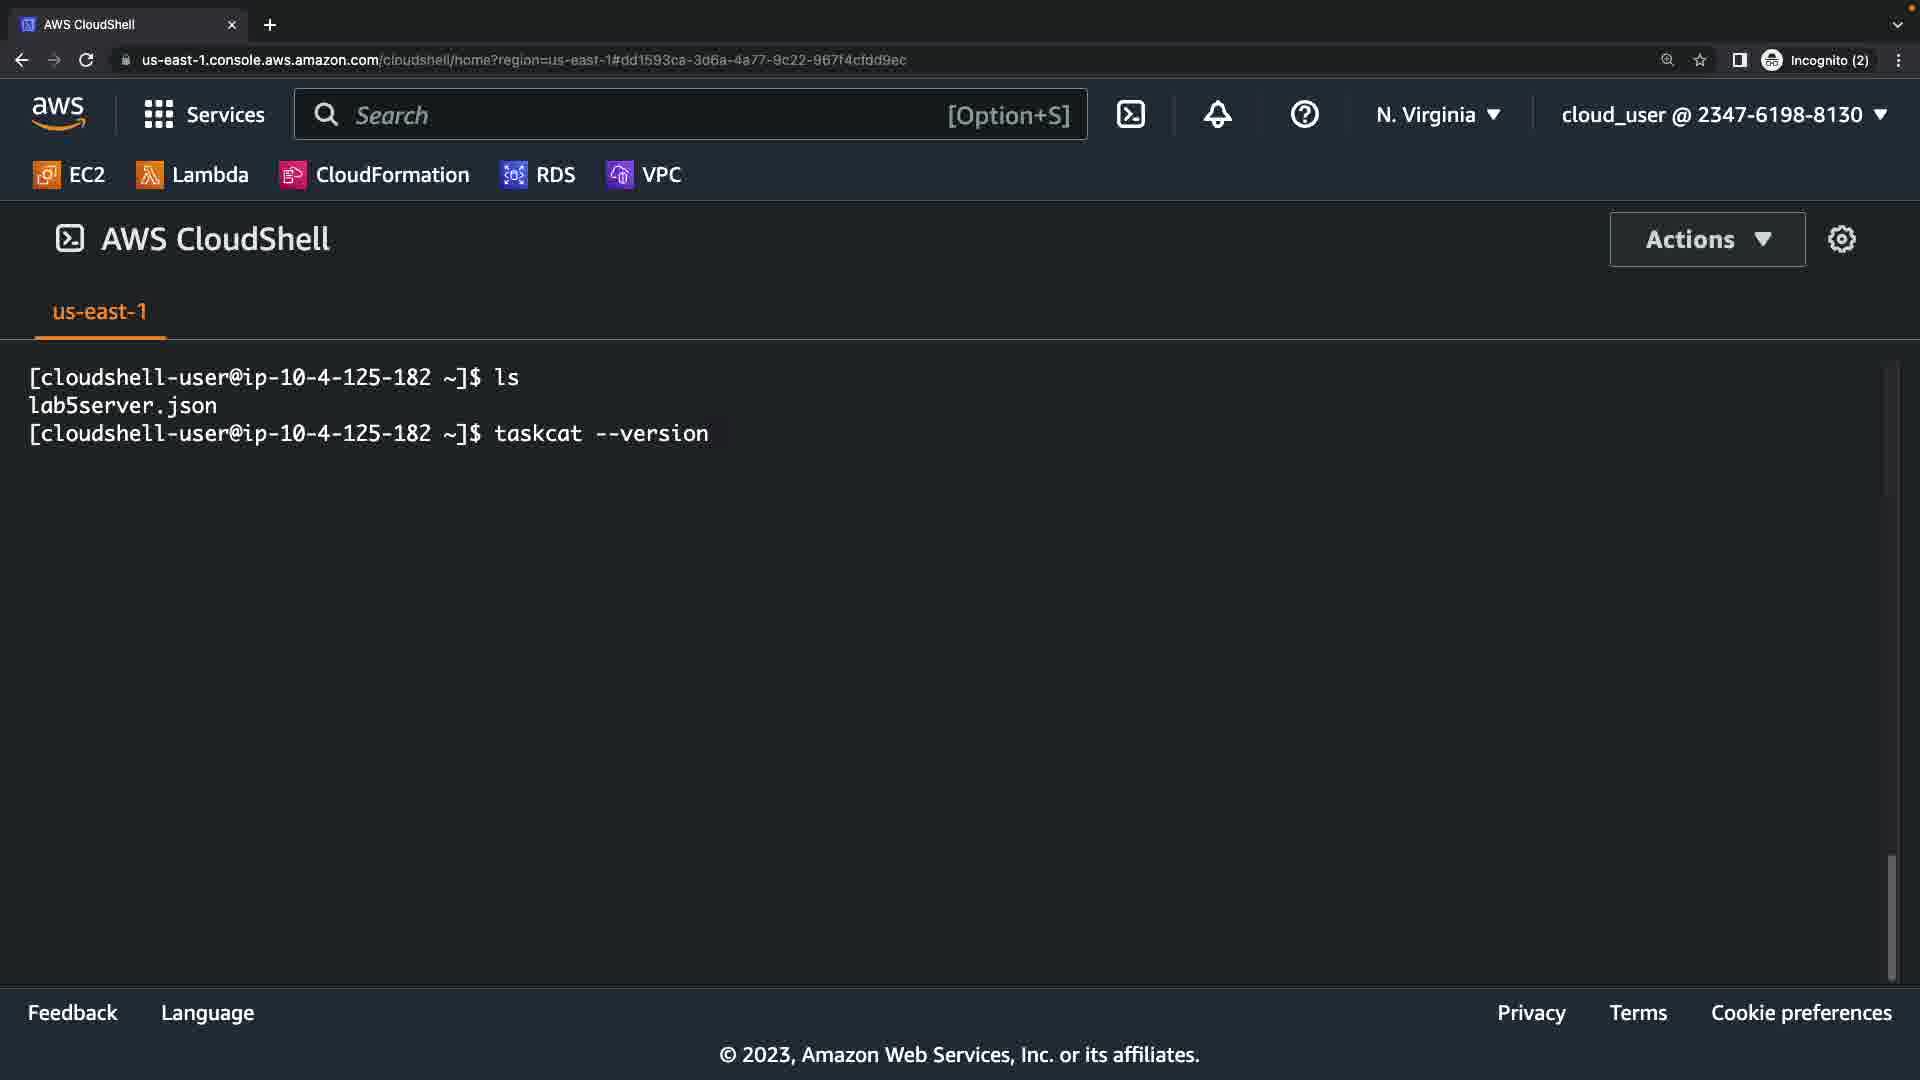 AWS CloudShell
us-east-1.console.aws.amazon.com/cloudshell/home?region=us-east-1#dd1593ca-3d6a-4a77-9c22-967f4cfdd9ec
Incognito (2)
aws
Services
Search
[Option+S]
N. Virginia
cloud_user @ 2347-6198-8130
EC2
Lambda
CloudFormation
RDS
VPC
AWS CloudShell
Actions
us-east-1
[cloudshell-user@ip-10-4-125-182 ~]$ ls
lab5server.json
[cloudshell-user@ip-10-4-125-182 ~]$ taskcat --version
Feedback
Language
Privacy
Terms
Cookie preferences
© 2023, Amazon Web Services, Inc. or its affiliates.